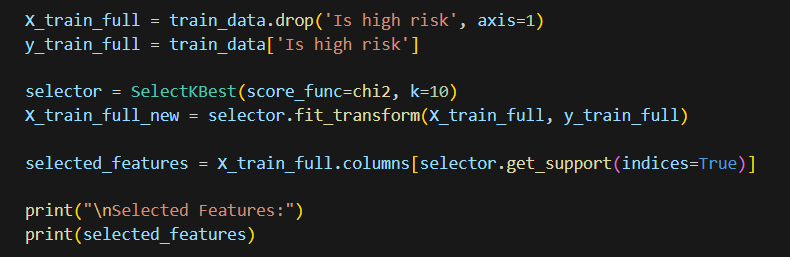 X_train_full = train_data.drop('Is high risk', axis=1)
y_train_full = train_data['Is high risk']
selector = SelectKBest(score_func=chi2, k=10)
X_train_full_new = selector.fit_transform(X_train_full, y_train_full)
selected_features = X_train_full.columns[selector.get_support(indices=True)]
print("\nSelected Features:")
print(selected_features)